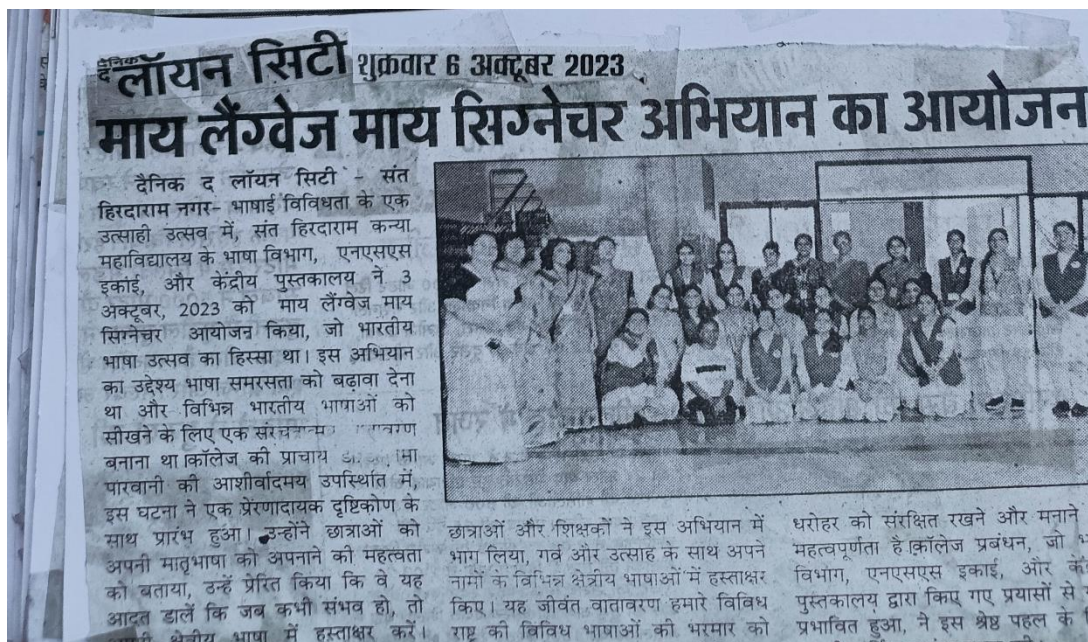 दैनिक
द लॉयन सिटी शुक्रवार 6 अक्टूबर 2023
माय लैंग्वेज माय सिग्नेचर अभियान का आयोजन
दैनिक द लॉयन सिटी - संत
हिरदाराम नगर- भाषाई विविधता के एक
उत्साही उत्सव में, संत हिरदाराम कन्या
महाविद्यालय के भाषा विभाग, एनएसएस
इकोई, और केंद्रीय पुस्तकालय ने 3
अक्टूबर, 2023 को माय लैंग्वेज माय
सिग्नेचर आयोजन किया, जो भारतीय
भाषा उत्सव का हिस्सा था। इस अभियान
का उद्देश्य भाषा समरसता को बढ़ावा देना
था और विभिन्न भारतीय भाषाओं को
सीखने के लिए एक
बनाना था।कॉलेज की प्राचाय
पारवानी की आशीर्वादमय उपस्थिति में,
इस घटना ने एक प्रेंरणादायक दृष्टिकोण के
साथ प्रारंभ हुआ। उन्होंने छात्राओं को
अपनी मातृभाषा को अपनाने की महत्वता
को बताया, उन्हें प्रेरित किया कि वे यह
आदत डालें कि जब कभी संभव हो, तो
क्षेत्रीय भाषा में हस्ताक्षर करें।
छात्राओं और शिक्षकों ने इस अभियान में
भाग लिया, गर्व और उत्साह के साथ अपने
नामों के विभिन्न क्षेत्रीय भाषाओं में हस्ताक्षर
किए। यह जीवंत वातावरण हमारे विविध
राष्ट्र की विविध भाषाओं की भरमार को
धरोहर को संरक्षित रखने और मनाने
महत्वपूर्णता है।कॉलेज प्रबंधन, जो
विभाग, एनएसएस इकाई, और
पुस्तकालय द्वारा किए गए प्रयासों से
प्रभावित हुआ, ने इस श्रेष्ठ पहल के